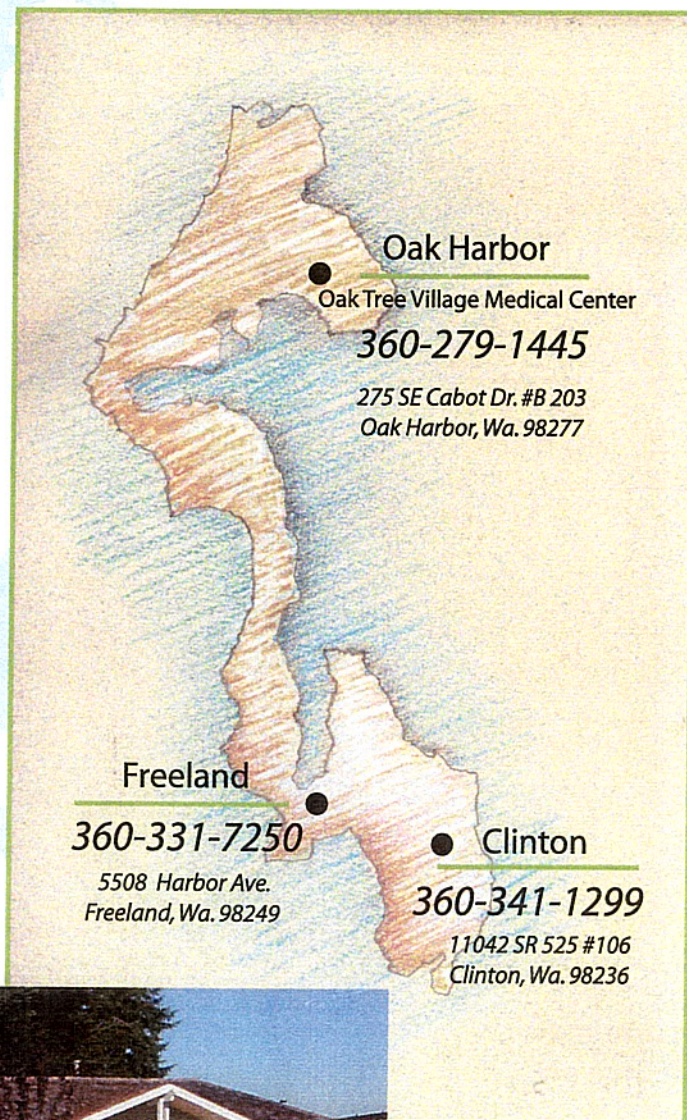 Oak Harbor
Oak Tree Village Medical Center
360-279-1445
275 SE Cabot Dr. #B 203
Oak Harbor, Wa. 98277
Freeland
360-331-7250
5508 Harbor Ave.
Freeland, Wa. 98249
Clinton
360-341-1299
11042 SR 525 #106
Clinton, Wa. 98236